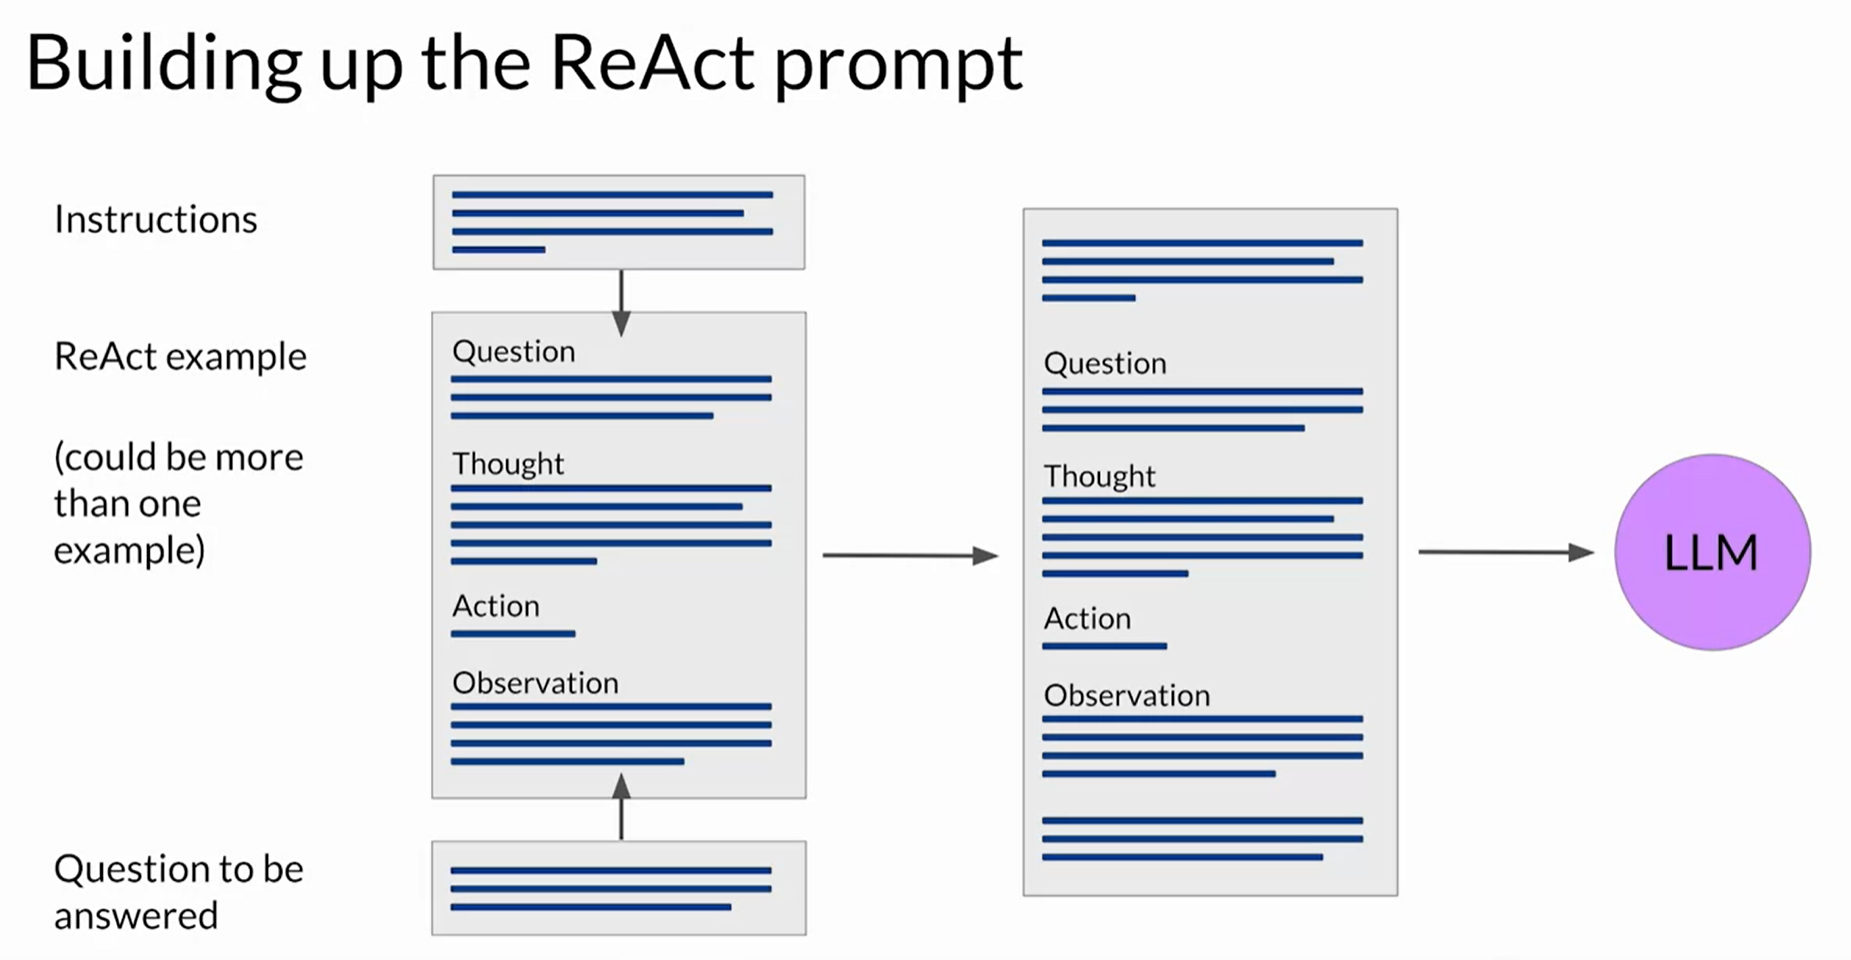 Building up the ReAct prompt
Instructions
ReAct example
(could be more
than one
example)
Question to be
answered
Question
Thought
Action
Observation
Question
Thought
Action
Observation
LLM